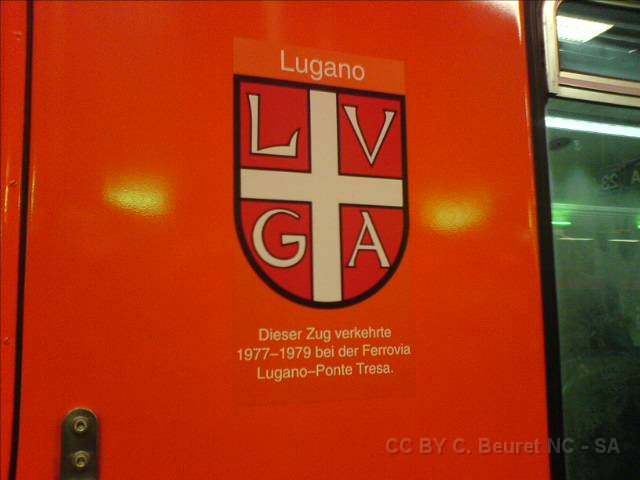 Lugano
L V
G A
Dieser Zug verkehrte
1977–1979 bei der Ferrovia
Lugano–Ponte Tresa.
CC BY C. Beuret NC - SA